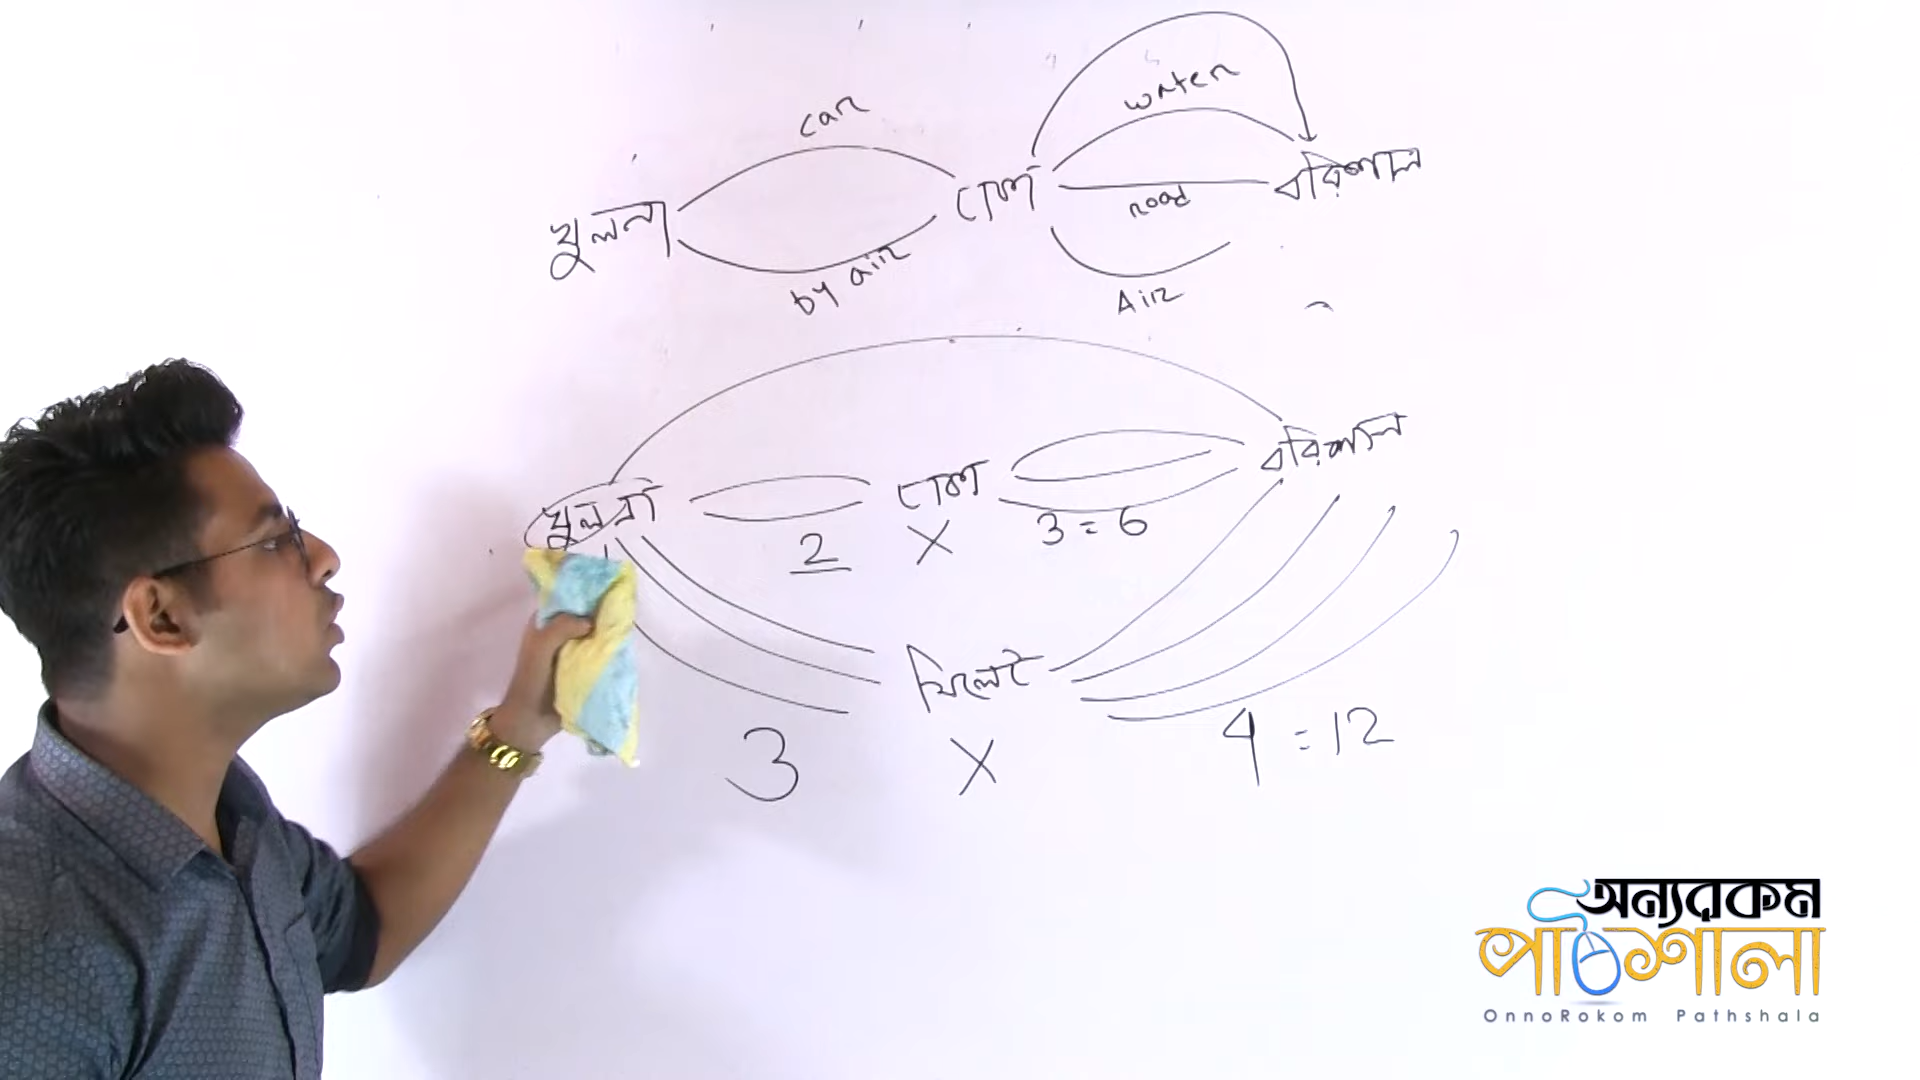 car
water
খুলনা ঢাকা বরিশাল
road
by air
Air
খুলনা ঢাকা বরিশাল
2 X 3 = 6
সিলেট
3 X 4 = 12
অন্যরকম
পাঠশালা
OnnoRokom Pathshala